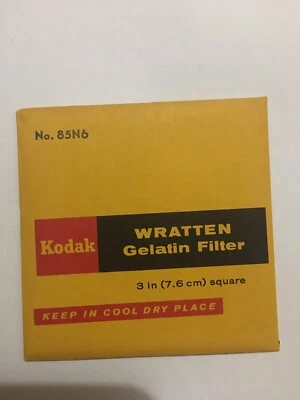 No. 85N6
Kodak
WRATTEN
Gelatin Filter
3 in (7.6 cm) square
KEEP IN COOL DRY PLACE